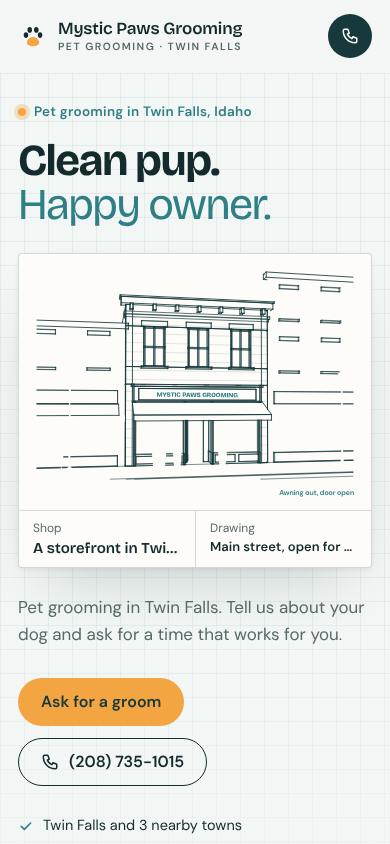 Mystic Paws Grooming
PET GROOMING · TWIN FALLS
Pet grooming in Twin Falls, Idaho
Clean pup.
Happy owner.
MYSTIC PAWS GROOMING
Awning out, door open
Shop
A storefront in Twi...
Drawing
Main street, open for ...
Pet grooming in Twin Falls. Tell us about your
dog and ask for a time that works for you.
Ask for a groom
(208) 735-1015
Twin Falls and 3 nearby towns